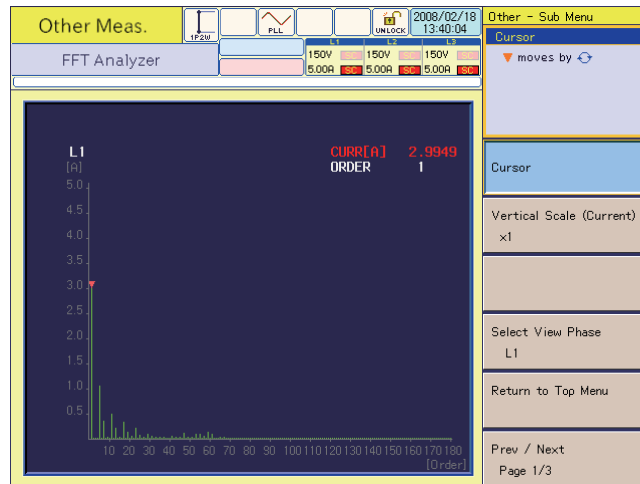 Other Meas.
1P2W
PLL
UNLOCK
2008/02/18
13:40:04
Other - Sub Menu
Cursor
moves by
FFT Analyzer
L1 L2 L3
150V SC 150V SC 150V SC
5.00A SC 5.00A SC 5.00A SC
L1
CURR[A] 2.9949
[A]
ORDER 1
5.0
4.5
4.0
3.5
3.0
2.5
2.0
1.5
1.0
0.5
10 20 30 40 50 60 70 80 90 100 110 120 130 140 150 160 170 180
[Order]
Cursor
Vertical Scale (Current)
x1
Select View Phase
L1
Return to Top Menu
Prev / Next
Page 1/3